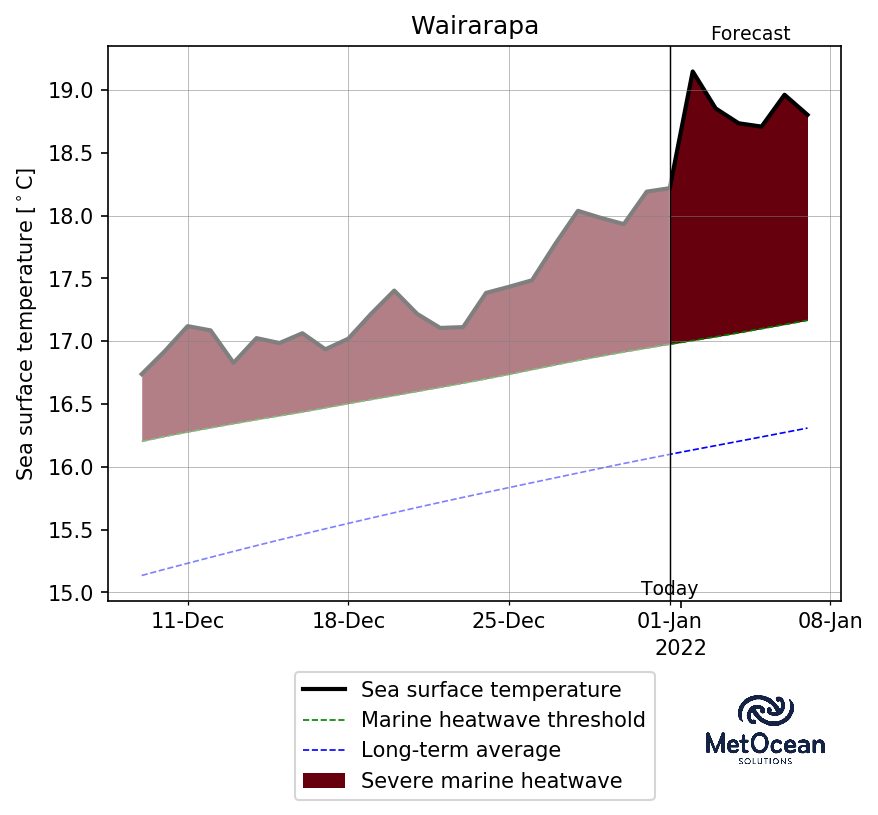 Wairarapa
Forecast
Sea surface temperature [°C]
19.0
18.5
18.0
17.5
17.0
16.5
16.0
15.5
15.0
Today
11-Dec
18-Dec
25-Dec
01-Jan
08-Jan
2022
Sea surface temperature
Marine heatwave threshold
Long-term average
Severe marine heatwave
MetOcean
SOLUTIONS